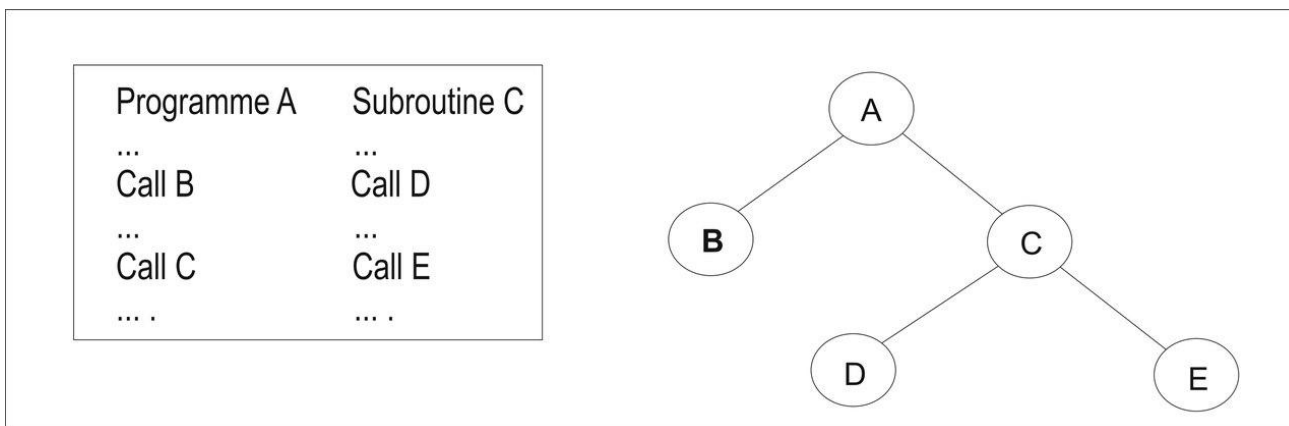 Programme A
...
Call B
...
Call C
... .
Subroutine C
...
Call D
...
Call E
... .
A
B
C
D
E